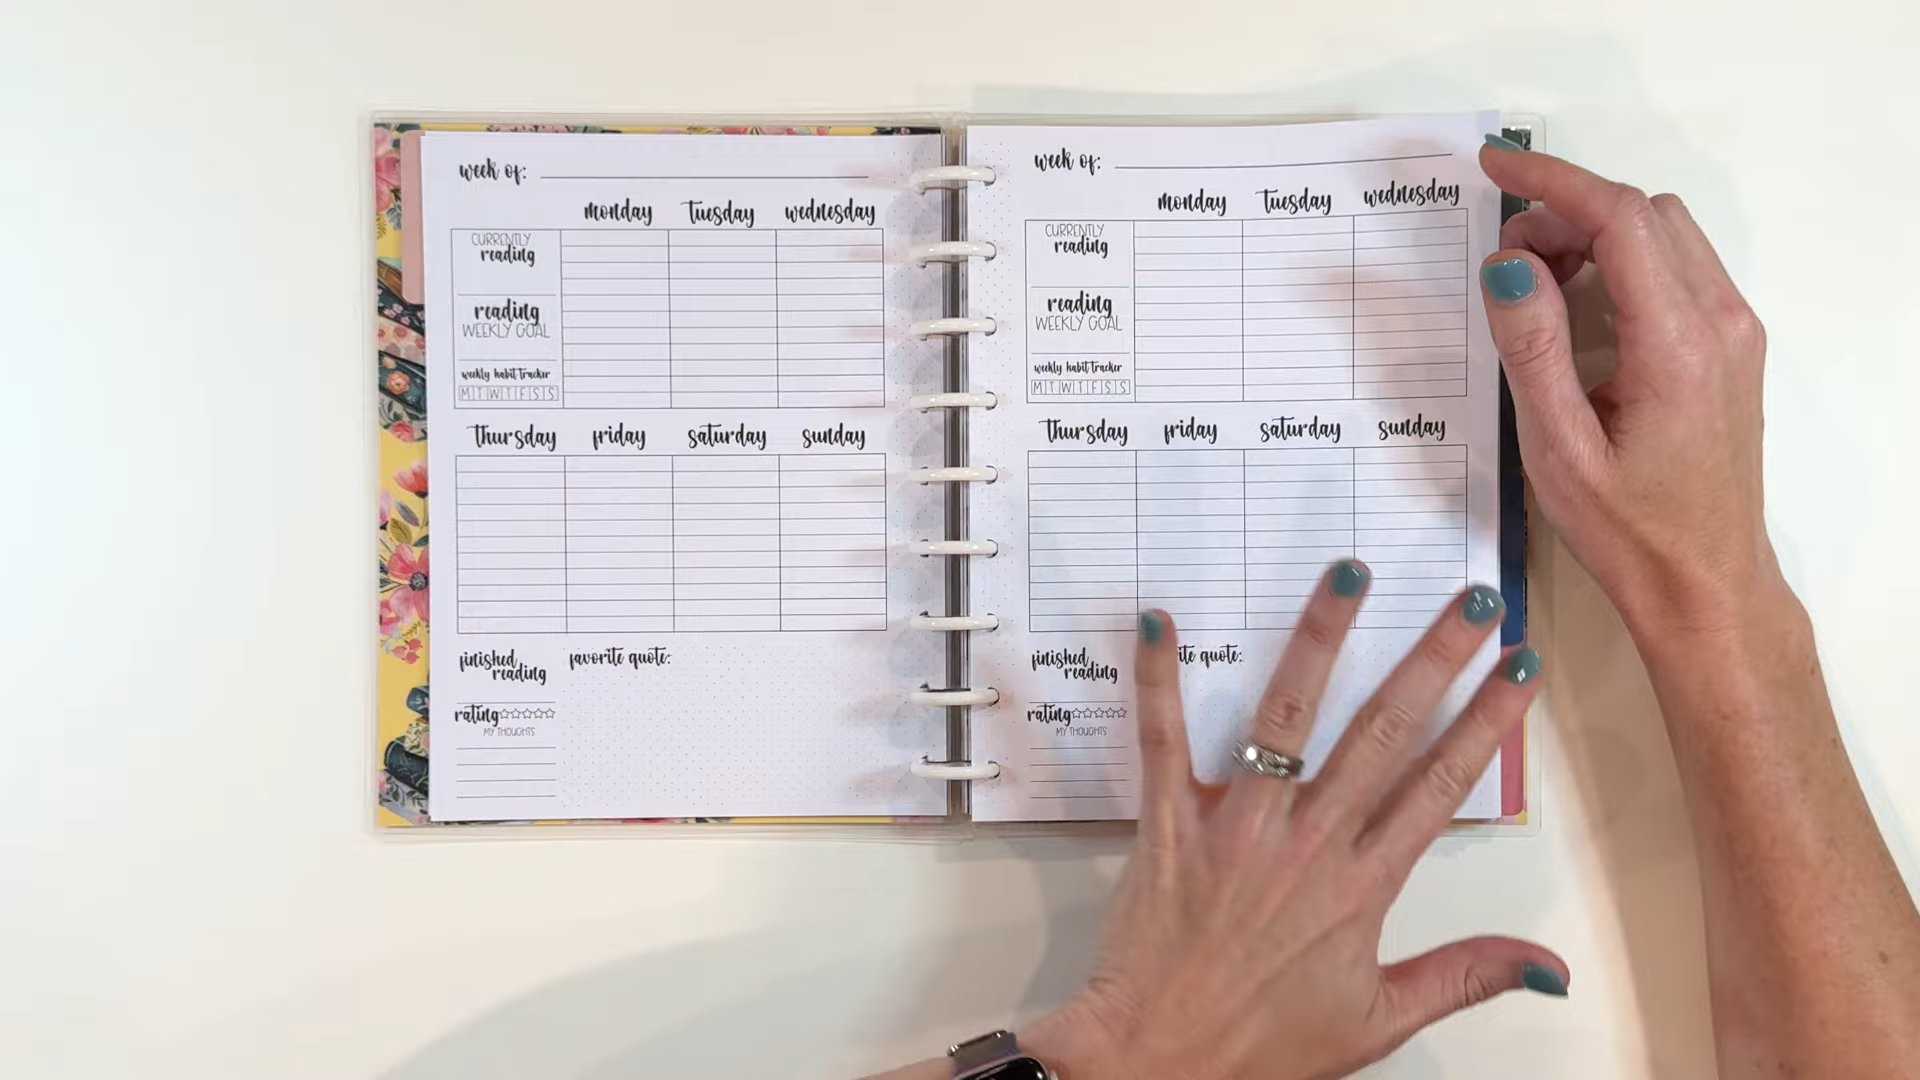 week of:
monday tuesday wednesday
CURRENTLY
reading
reading
WEEKLY GOAL
weekly habit tracker
M T W T F S S
thursday friday saturday sunday
finished
reading
favorite quote:
rating
MY THOUGHTS
week of:
monday tuesday wednesday
CURRENTLY
reading
reading
WEEKLY GOAL
weekly habit tracker
M T W T F S S
thursday friday saturday sunday
finished
reading
ite quote:
rating
MY THOUGHTS